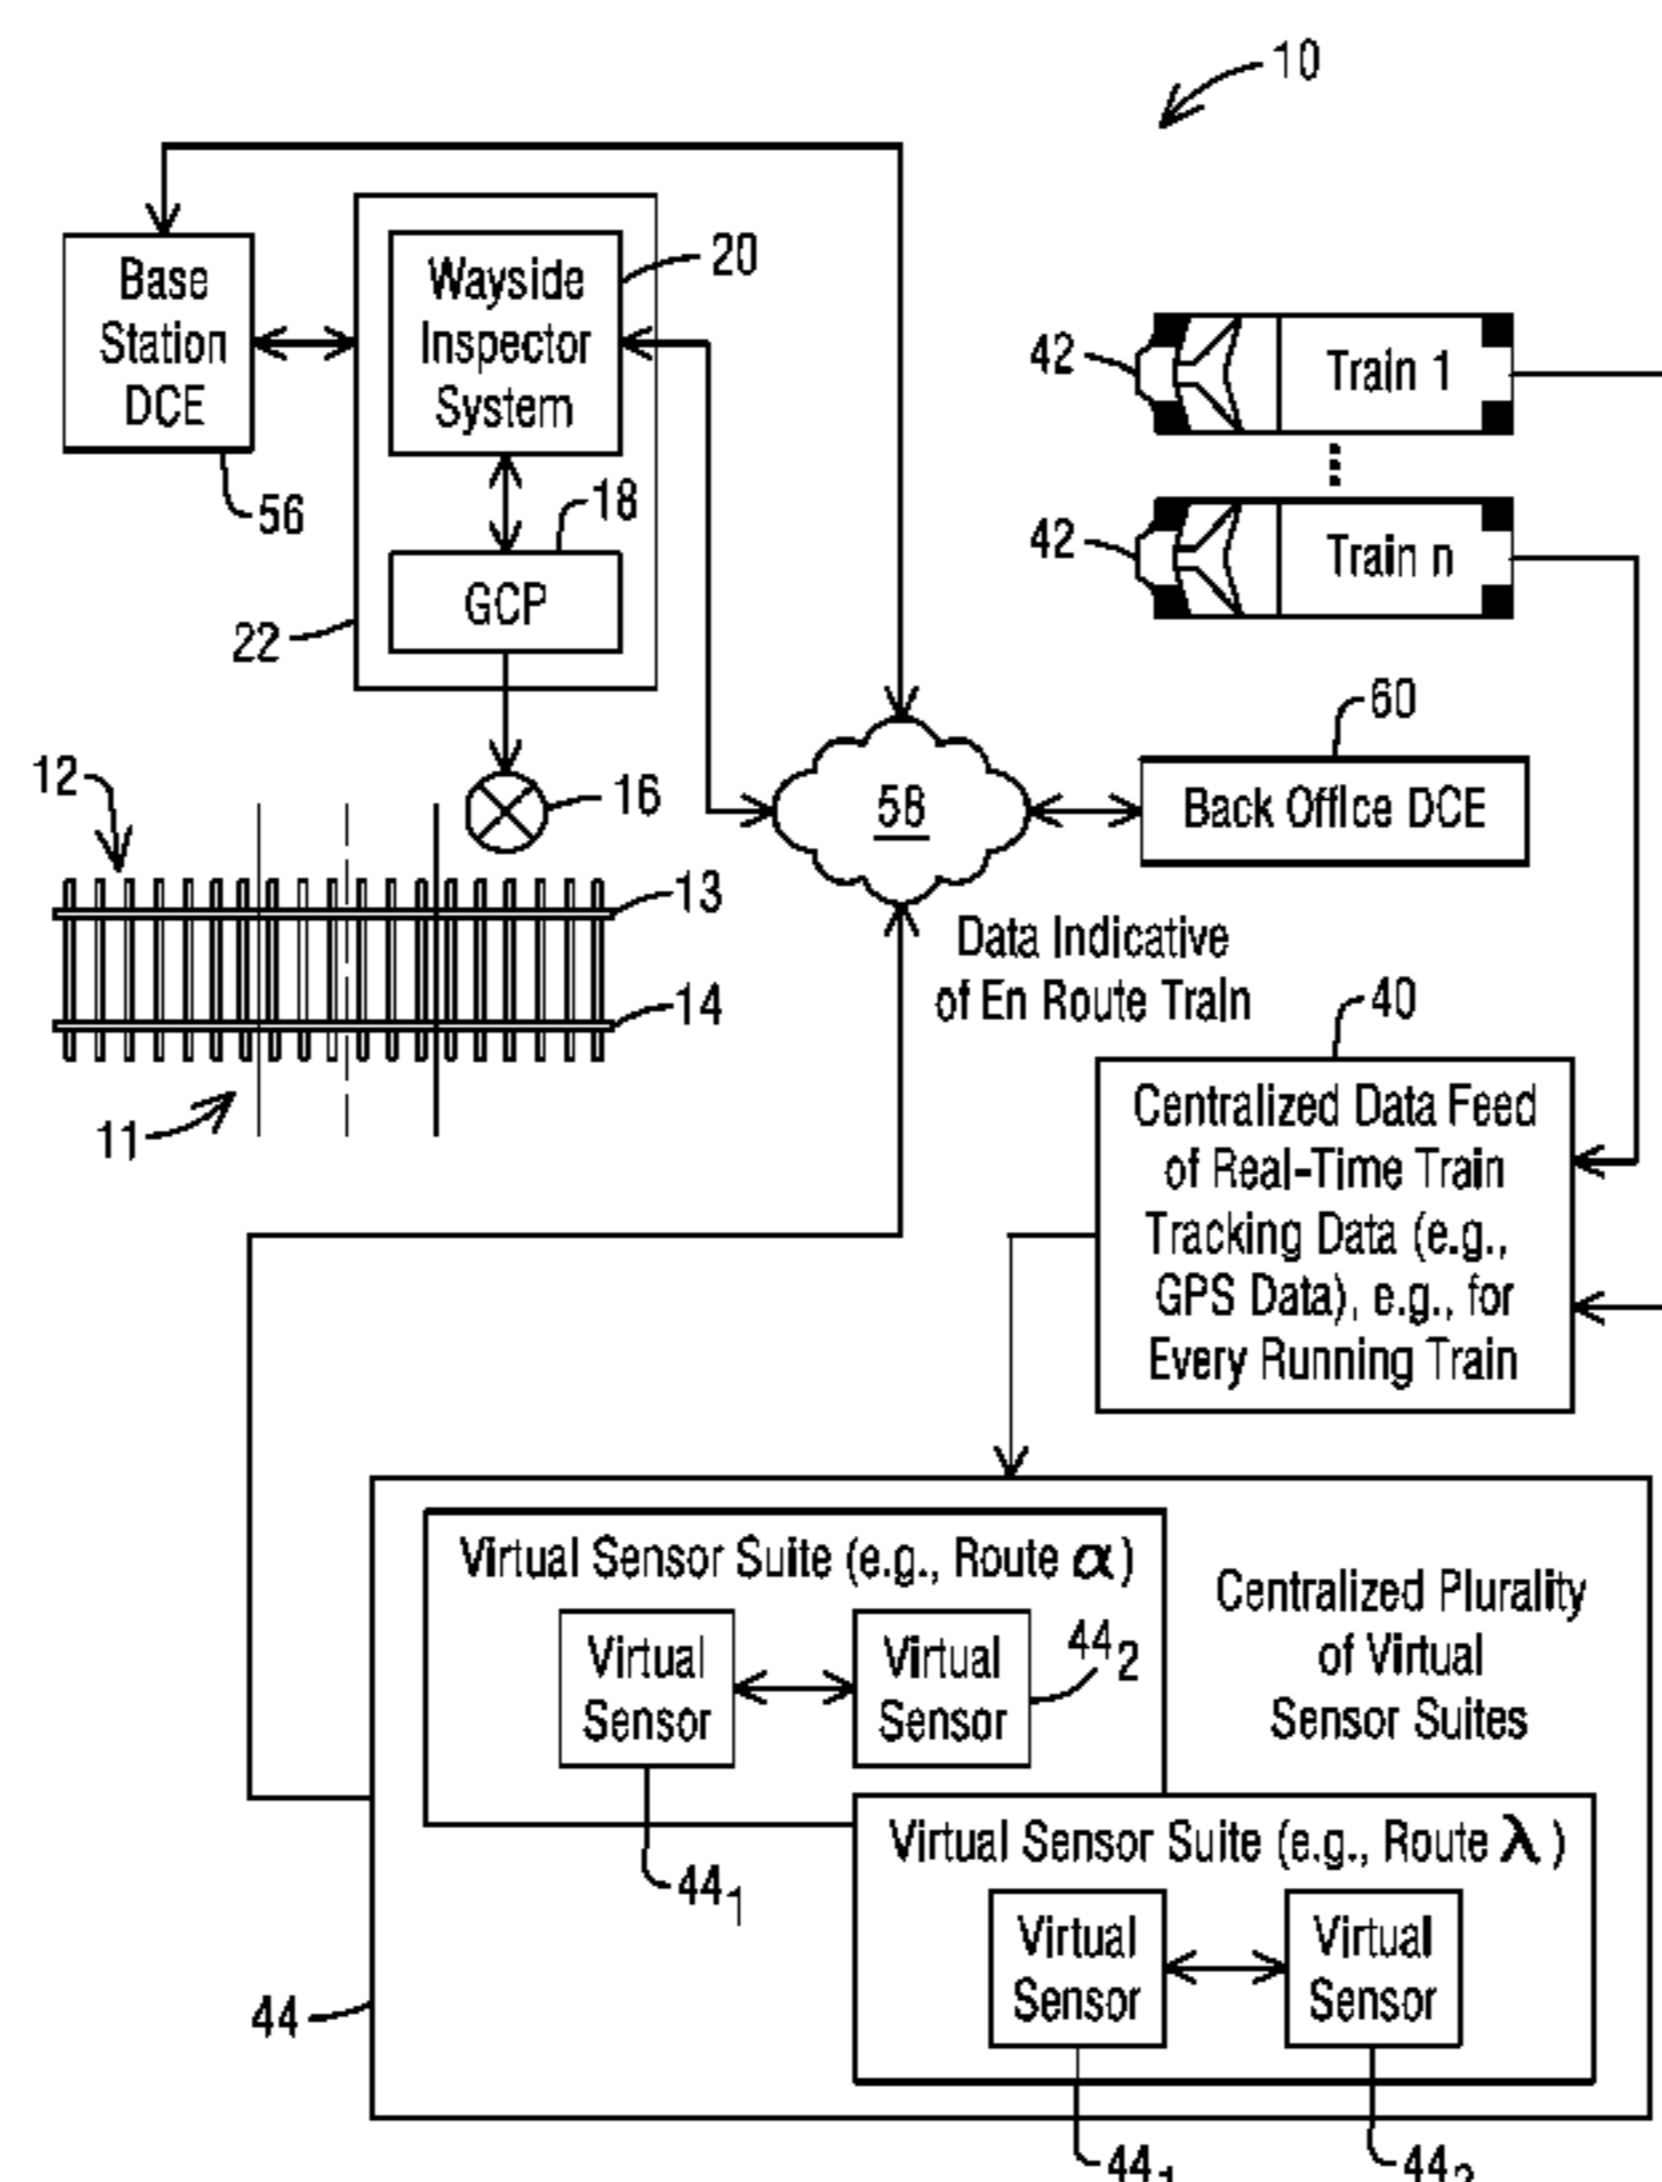 10
Base
Station
DCE
56
Wayside
Inspector
System
20
18
GCP
22
16
12
13
14
11
42
Train 1
42
Train n
58
60
Back Office DCE
Data Indicative
of En Route Train
40
Centralized Data Feed
of Real-Time Train
Tracking Data (e.g.,
GPS Data), e.g., for
Every Running Train
Virtual Sensor Suite (e.g., Route α)
Virtual
Sensor
Virtual
Sensor
44₂
44₁
Centralized Plurality
of Virtual
Sensor Suites
Virtual Sensor Suite (e.g., Route λ)
Virtual
Sensor
Virtual
Sensor
44
44₁
44₂